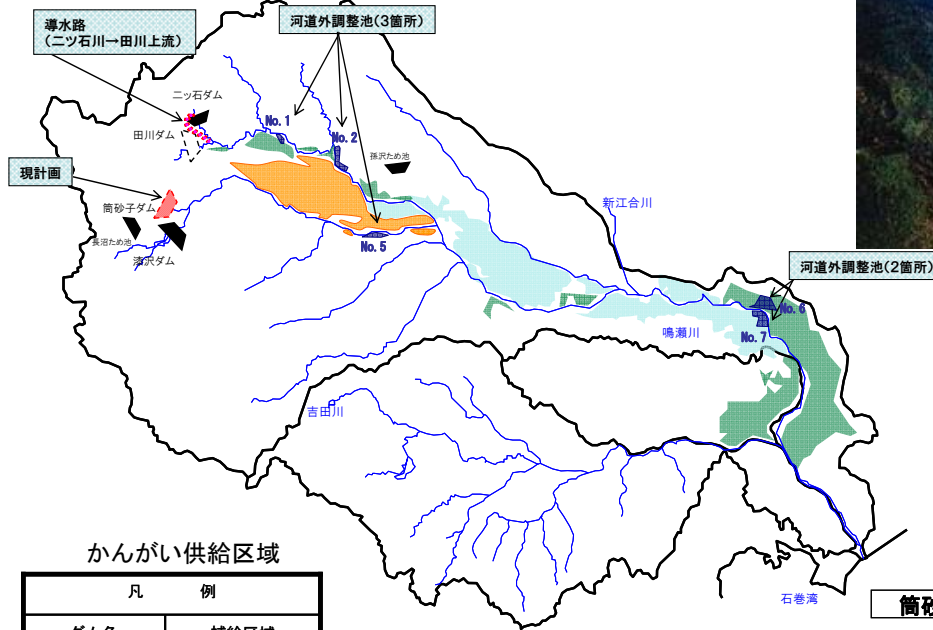 導水路
(二ツ石川→田川上流)
河道外調整池(3箇所)
二ッ石ダム
田川ダム
No.1
No.2
孫沢ため池
現計画
筒砂子ダム
長沼ため池
漆沢ダム
No.5
新江合川
河道外調整池(2箇所)
No.6
No.7
鳴瀬川
吉田川
かんがい供給区域
凡 例
石巻湾